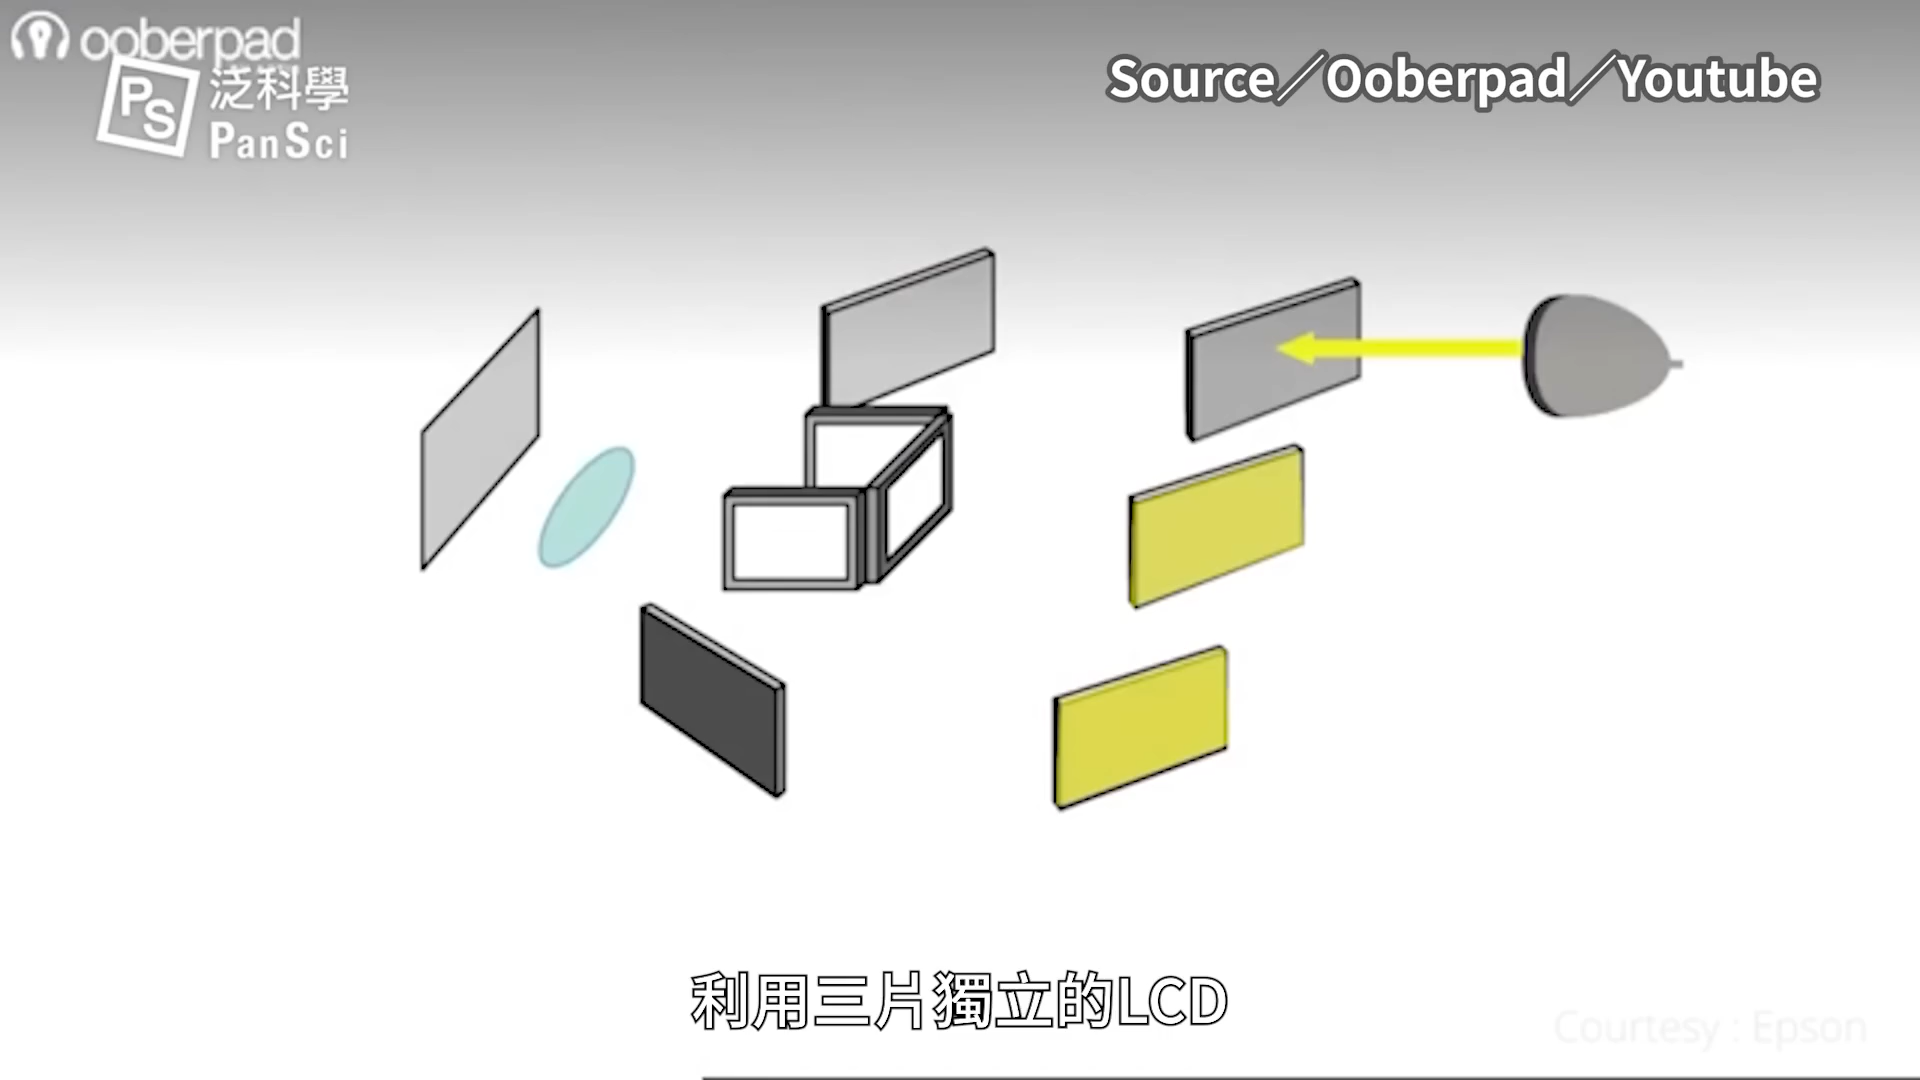 ooberpad
PS
泛科學
PanSci
Source／Ooberpad／Youtube
利用三片獨立的LCD
Courtesy : Epson